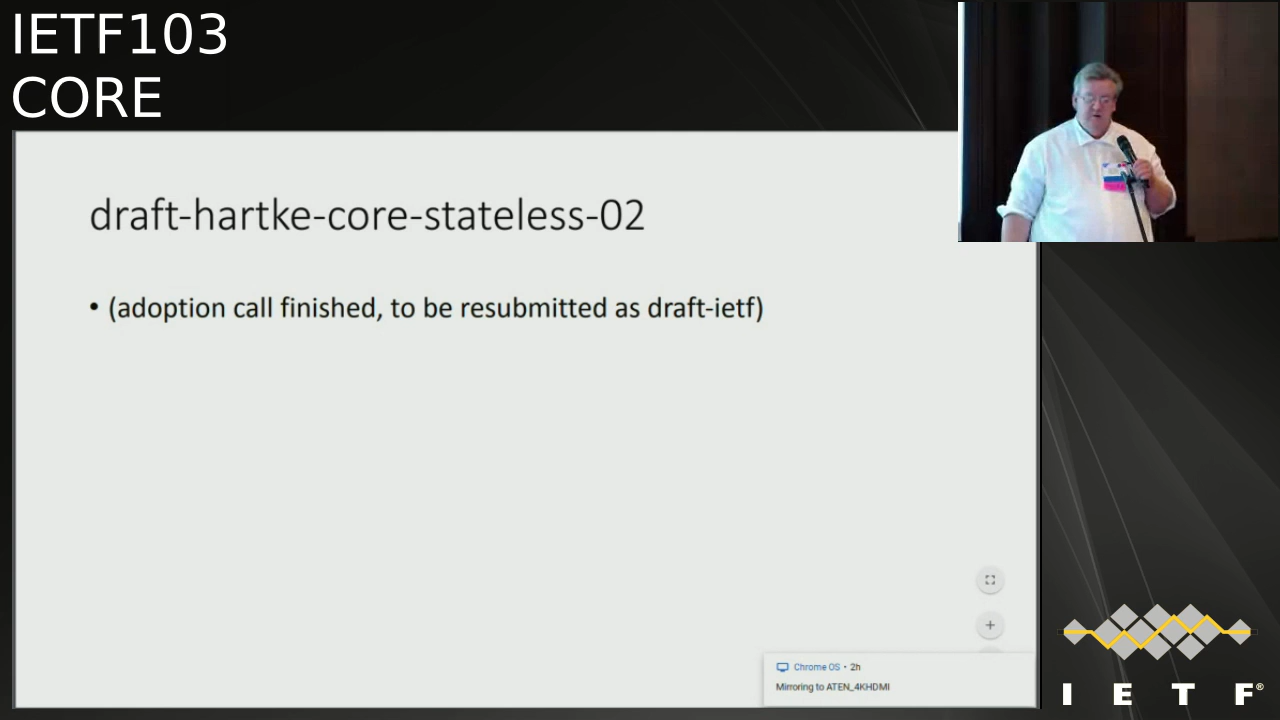 IETF103
CORE
draft-hartke-core-stateless-02
• (adoption call finished, to be resubmitted as draft-ietf)
Chrome OS • 2h
Mirroring to ATEN_4KHDMI
I E T F®